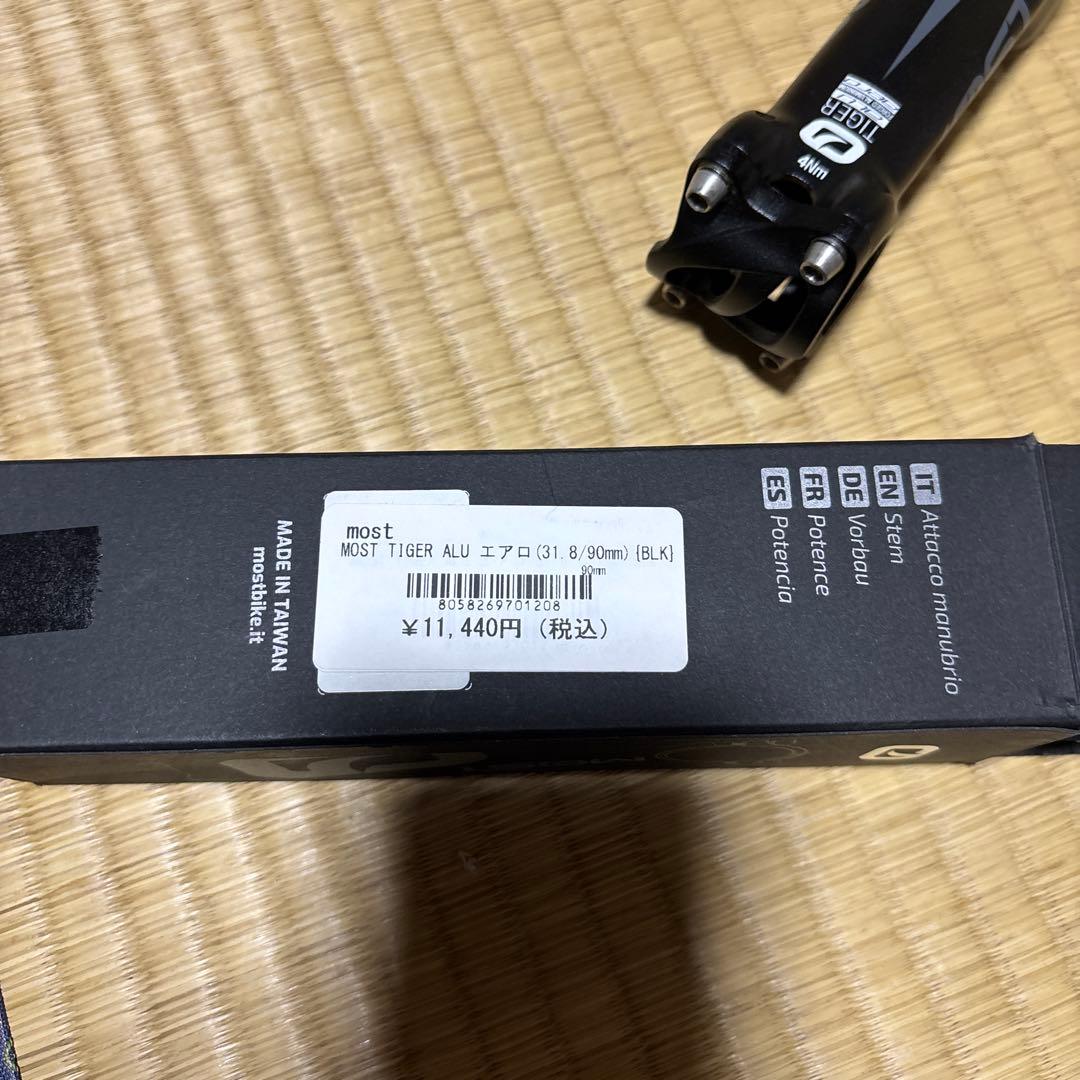 TIGER
4Nm
most
MOST TIGER ALU エアロ(31.8/90mm){BLK}
90mm
8058269701208
¥11,440円 (税込)
MADE IN TAIWAN
mostbike.it
IT Attacco manubrio
EN Stem
DE Vorbau
FR Potence
ES Potencia